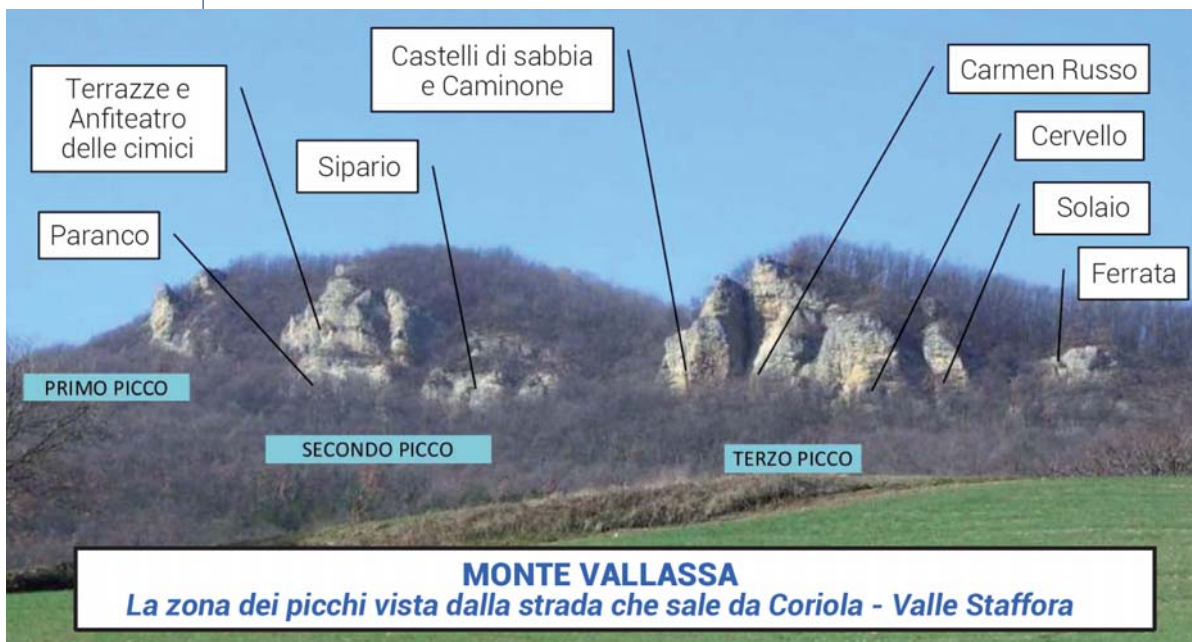 Terrazze e
Anfiteatro
delle cimici
Castelli di sabbia
e Caminone
Carmen Russo
Cervello
Sipario
Solaio
Paranco
Ferrata
PRIMO PICCO
SECONDO PICCO
TERZO PICCO
MONTE VALLASSA
La zona dei picchi vista dalla strada che sale da Coriola - Valle Staffora